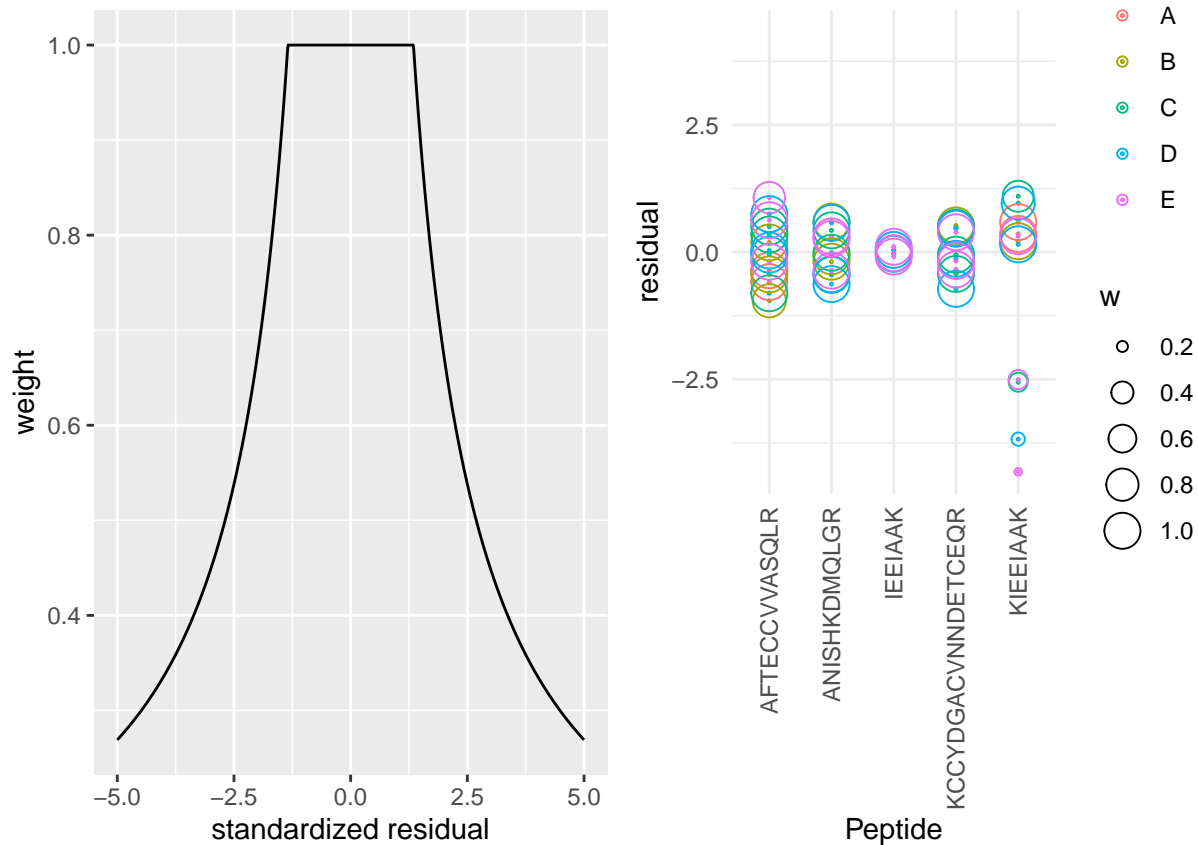 weight
1.0
0.8
0.6
0.4
−5.0
−2.5
0.0
2.5
5.0
standardized residual
residual
2.5
0.0
−2.5
AFTECCVVASQLR
ANISHKDMQLGR
IEEIAAK
KCCYDGACVNNDETCEQR
KIEEIAAK
Peptide
A
B
C
D
E
w
0.2
0.4
0.6
0.8
1.0